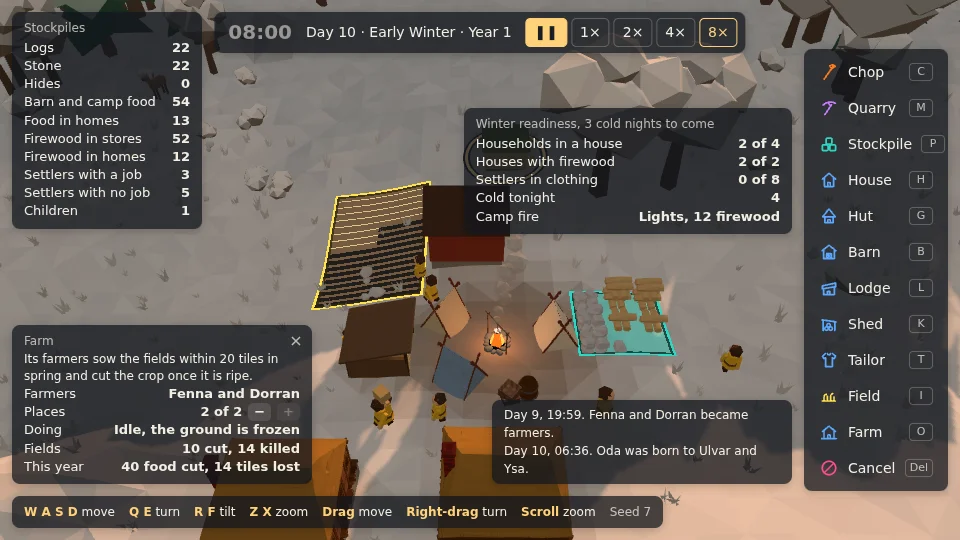 Stockpiles
Logs 22
Stone 22
Hides 0
Barn and camp food 54
Food in homes 13
Firewood in stores 52
Firewood in homes 12
Settlers with a job 3
Settlers with no job 5
Children 1
08:00 Day 10 · Early Winter · Year 1 1× 2× 4× 8×
Winter readiness, 3 cold nights to come
Households in a house 2 of 4
Houses with firewood 2 of 2
Settlers in clothing 0 of 8
Cold tonight 4
Camp fire Lights, 12 firewood
Chop C
Quarry M
Stockpile P
House H
Hut G
Barn B
Lodge L
Shed K
Tailor T
Field I
Farm O
Cancel Del
Farm ×
Its farmers sow the fields within 20 tiles in
spring and cut the crop once it is ripe.
Farmers Fenna and Dorran
Places 2 of 2 − +
Doing Idle, the ground is frozen
Fields 10 cut, 14 killed
This year 40 food cut, 14 tiles lost
Day 9, 19:59. Fenna and Dorran became
farmers.
Day 10, 06:36. Oda was born to Ulvar and
Ysa.
W A S D move Q E turn R F tilt Z X zoom Drag move Right-drag turn Scroll zoom Seed 7